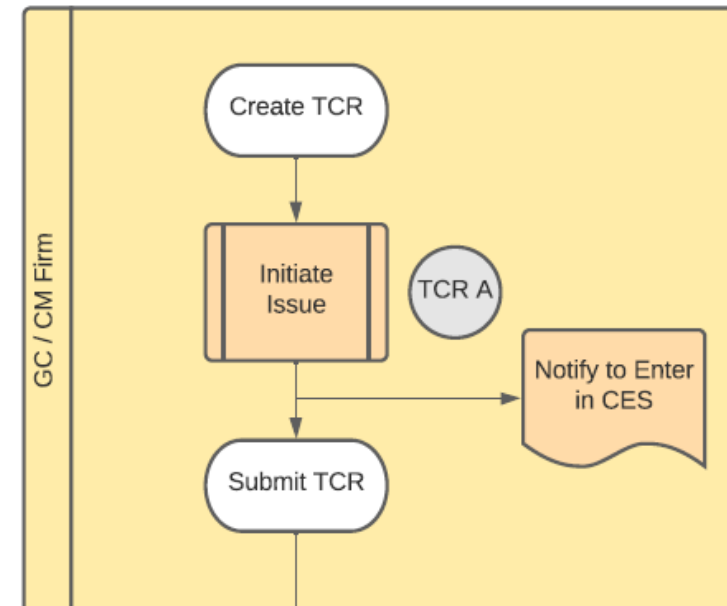 GC / CM Firm
Create TCR
Initiate
Issue
TCR A
Notify to Enter
in CES
Submit TCR